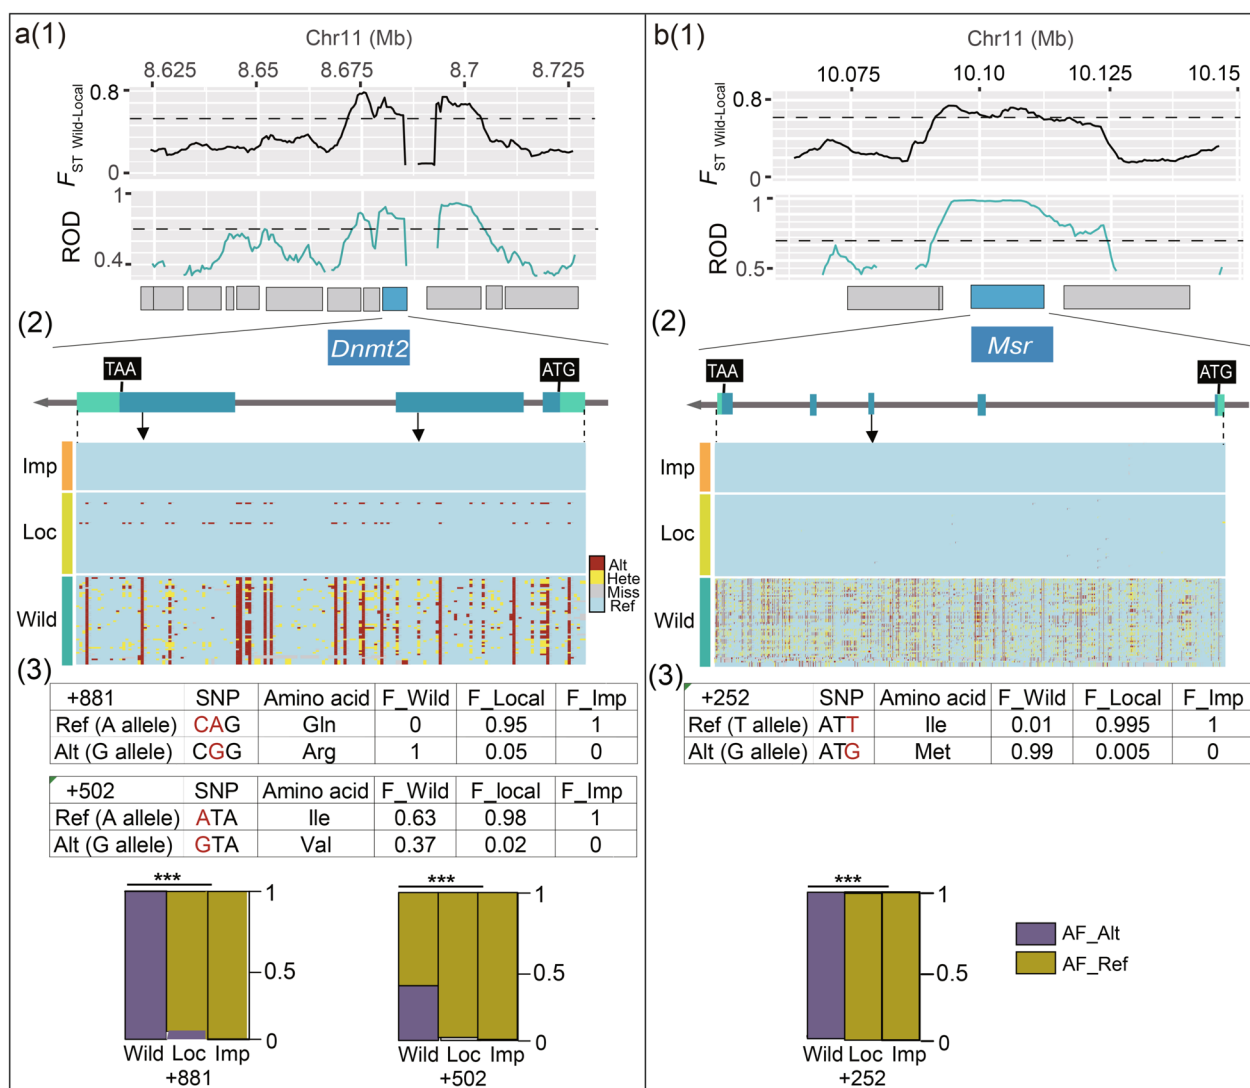 a(1)
Chr11 (Mb)
8.625 8.65 8.675 8.7 8.725
FST Wild-Local
0.8
0
ROD
1
0.4
(2)
Dnmt2
TAA
ATG
Imp
Loc
Wild
Alt
Hete
Miss
Ref
(3)
+881 SNP Amino acid F_Wild F_Local F_Imp
Ref (A allele) CAG Gln 0 0.95 1
Alt (G allele) CGG Arg 1 0.05 0
+502 SNP Amino acid F_Wild F_local F_Imp
Ref (A allele) ATA Ile 0.63 0.98 1
Alt (G allele) GTA Val 0.37 0.02 0
***
1
0.5
0
Wild Loc Imp
+881
***
1
0.5
0
Wild Loc Imp
+502
b(1)
Chr11 (Mb)
10.075 10.10 10.125 10.15
FST Wild-Local
0.8
0
ROD
1
0.5
(2)
Msr
TAA
ATG
Imp
Loc
Wild
(3)
+252 SNP Amino acid F_Wild F_Local F_Imp
Ref (T allele) ATT Ile 0.01 0.995 1
Alt (G allele) ATG Met 0.99 0.005 0
***
1
0.5
0
Wild Loc Imp
+252
AF_Alt
AF_Ref